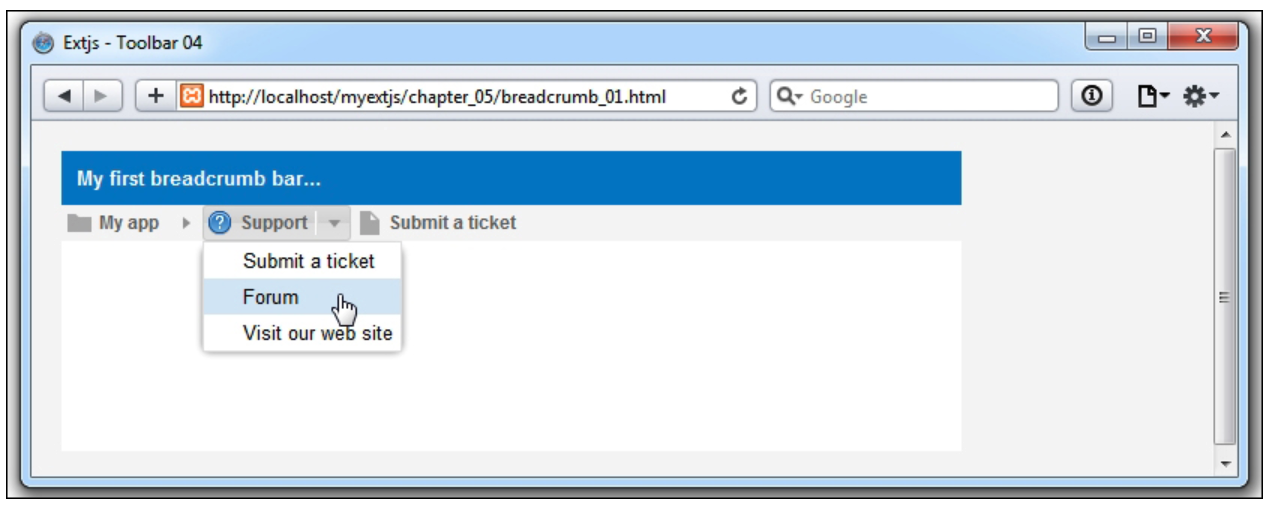 Extjs - Toolbar 04
http://localhost/myextjs/chapter_05/breadcrumb_01.html Google
My first breadcrumb bar...
My app Support Submit a ticket
Submit a ticket
Forum
Visit our web site